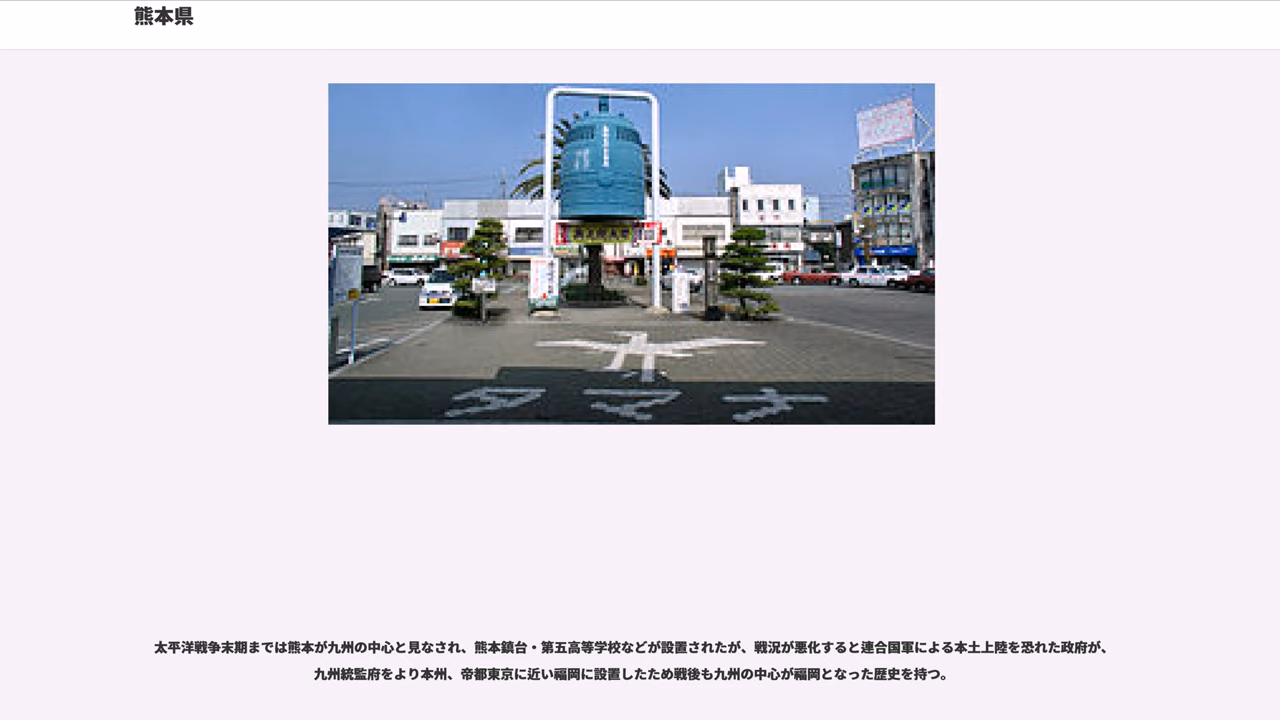 熊本県
タマナ
太平洋戦争末期までは熊本が九州の中心と見なされ、熊本鎮台・第五高等学校などが設置されたが、戦況が悪化すると連合国軍による本土上陸を恐れた政府が、
九州統監府をより本州、帝都東京に近い福岡に設置したため戦後も九州の中心が福岡となった歴史を持つ。